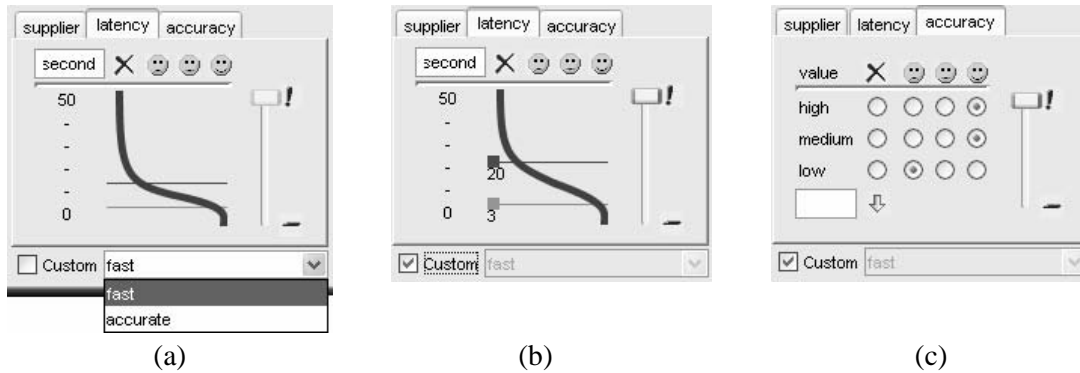 supplier latency accuracy
second
50
-
-
-
0
Custom fast
fast
accurate
(a)
supplier latency accuracy
second
50
-
-
20
-
0 3
Custom fast
(b)
supplier latency accuracy
value
high
medium
low
Custom fast
(c)